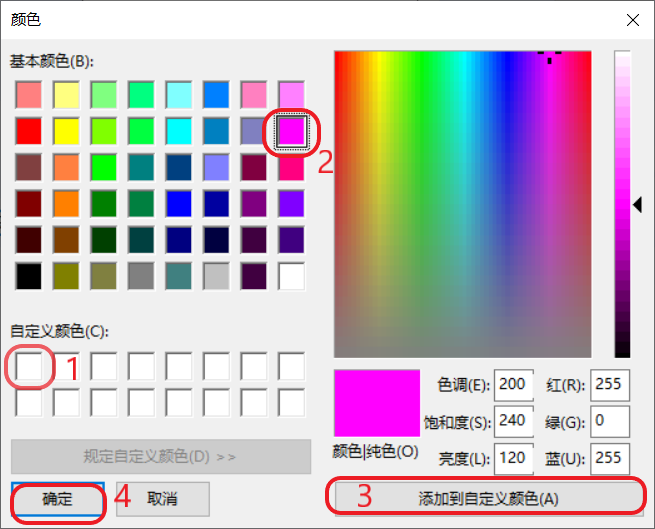 颜色
基本颜色(B):
2
自定义颜色(C):
1
规定自定义颜色(D) >>
确定
4
取消
色调(E): 200
红(R): 255
饱和度(S): 240
绿(G): 0
颜色|纯色(O)
亮度(L): 120
蓝(U): 255
3
添加到自定义颜色(A)